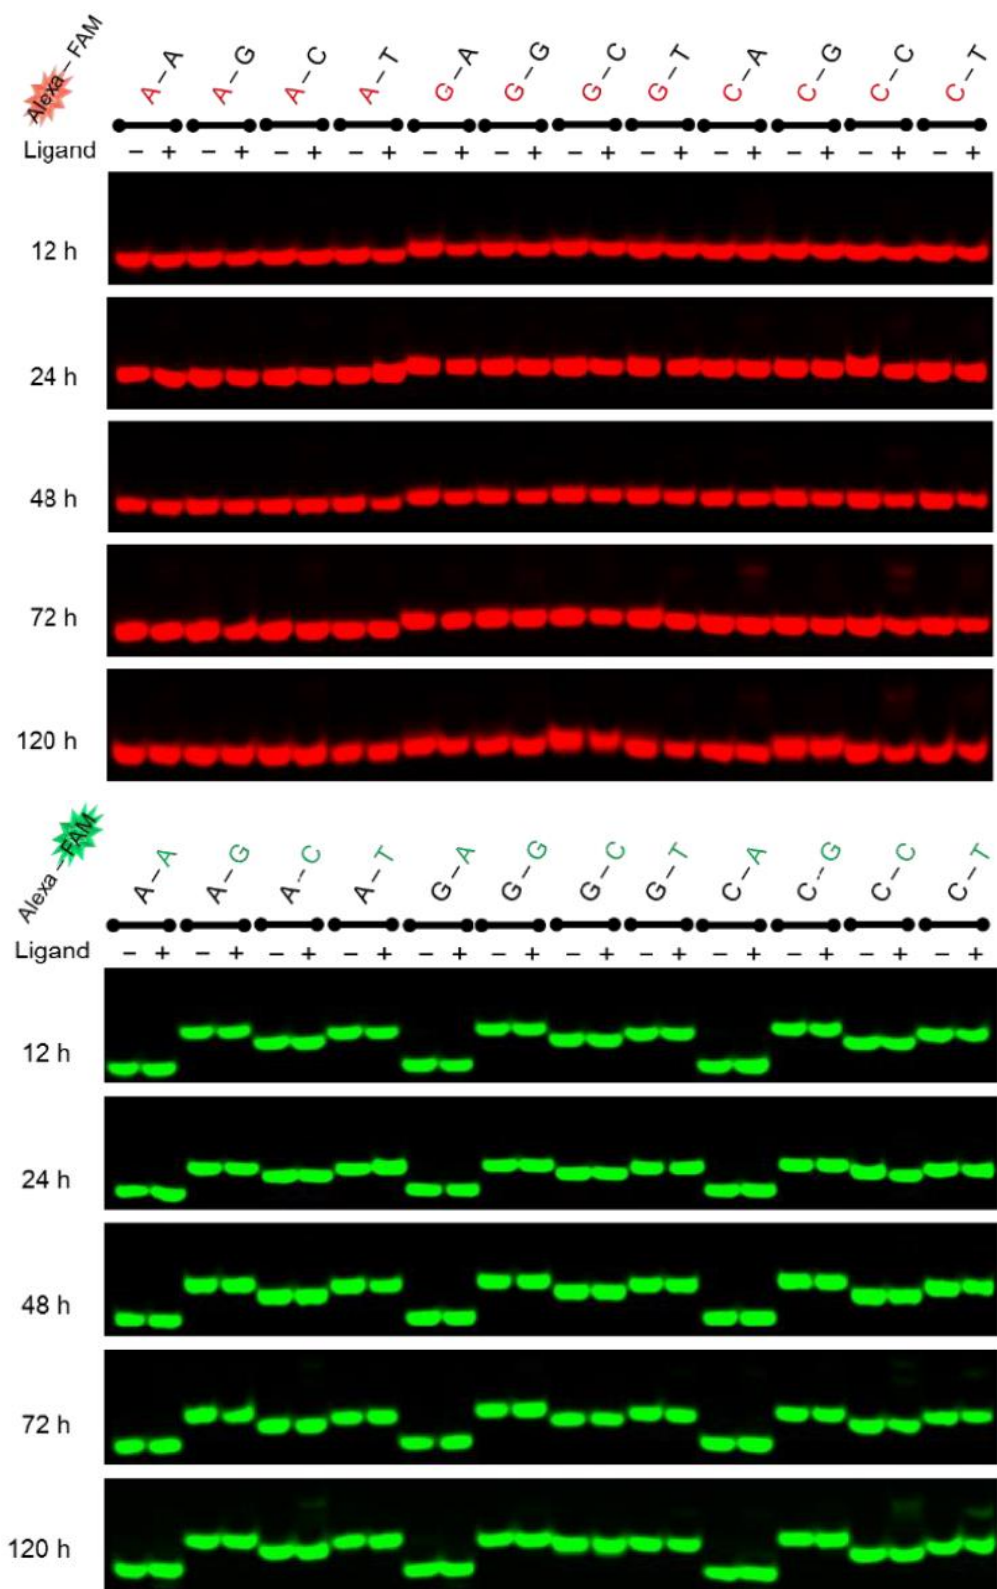 Alexa – FAM
A – A A – G A – C A – T G – A G – G G – C G – T C – A C – G C – C C – T
Ligand – + – + – + – + – + – + – + – + – + – + – + – +
12 h
24 h
48 h
72 h
120 h
Alexa – FAM
A – A A – G A – C A – T G – A G – G G – C G – T C – A C – G C – C C – T
Ligand – + – + – + – + – + – + – + – + – + – + – + – +
12 h
24 h
48 h
72 h
120 h